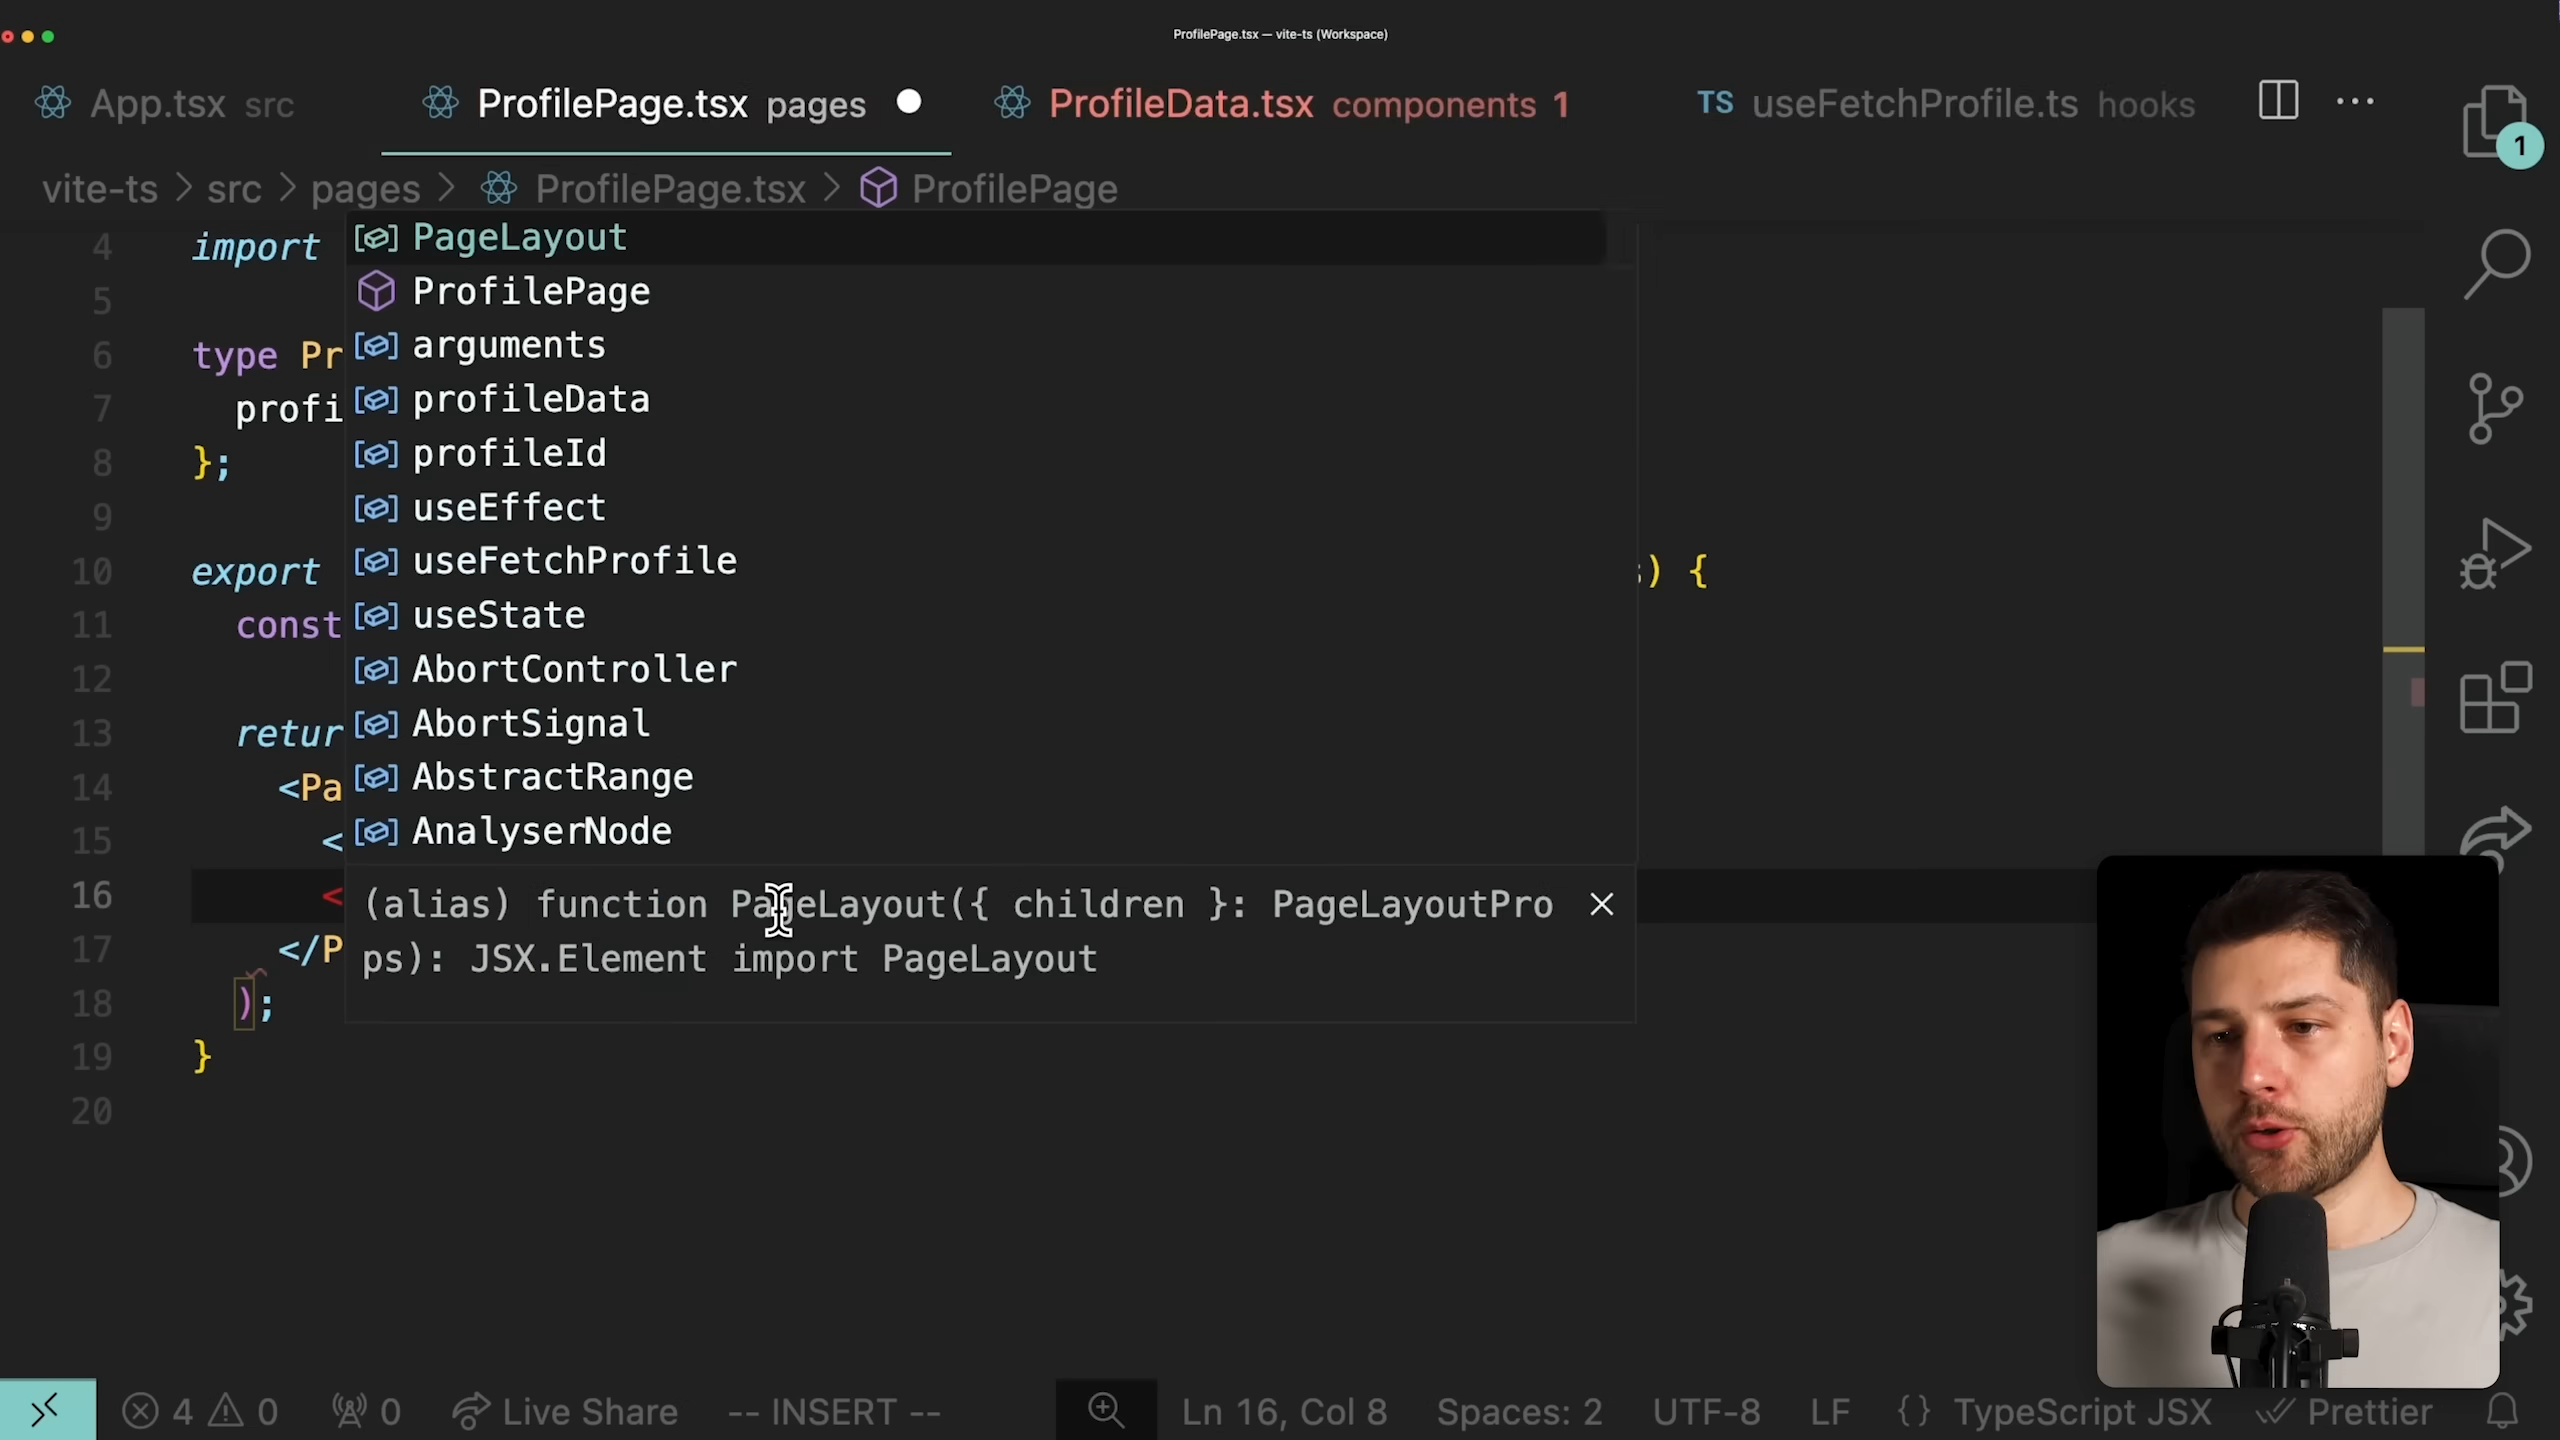 ProfilePage.tsx — vite-ts (Workspace)
App.tsx src
ProfilePage.tsx pages
ProfileData.tsx components 1
TS useFetchProfile.ts hooks
1
vite-ts > src > pages > ProfilePage.tsx > ProfilePage
4 import
5
6 type Pr
7 profi
8 };
9
10 export ) {
11 const
12
13 retur
14 <Pa
15 <
16 <
17 </P
18 );
19 }
20
PageLayout
ProfilePage
arguments
profileData
profileId
useEffect
useFetchProfile
useState
AbortController
AbortSignal
AbstractRange
AnalyserNode
(alias) function PageLayout({ children }: PageLayoutPro
ps): JSX.Element import PageLayout
4 0 0 Live Share -- INSERT -- Ln 16, Col 8 Spaces: 2 UTF-8 LF {} TypeScript JSX Prettier